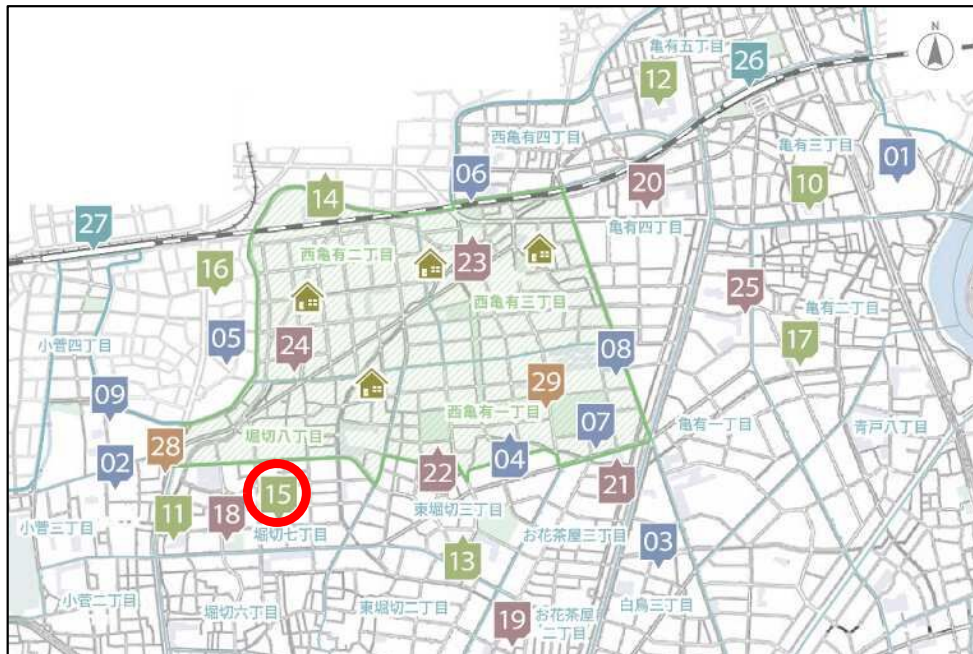 N
亀有五丁目
26
12
西亀有四丁目
亀有三丁目
01
06
20
10
14
亀有四丁目
27
西亀有二丁目
23
16
25
西亀有三丁目
亀有二丁目
小菅四丁目
05
24
08
17
09
29
西亀有一丁目
07
亀有一丁目
青戸八丁目
28
堀切八丁目
02
04
22
21
15
東堀切三丁目
小菅三丁目
11
18
堀切七丁目
お花茶屋三丁目
03
13
小菅二丁目
堀切六丁目
東堀切二丁目
白鳥三丁目
19
お花茶屋
二丁目